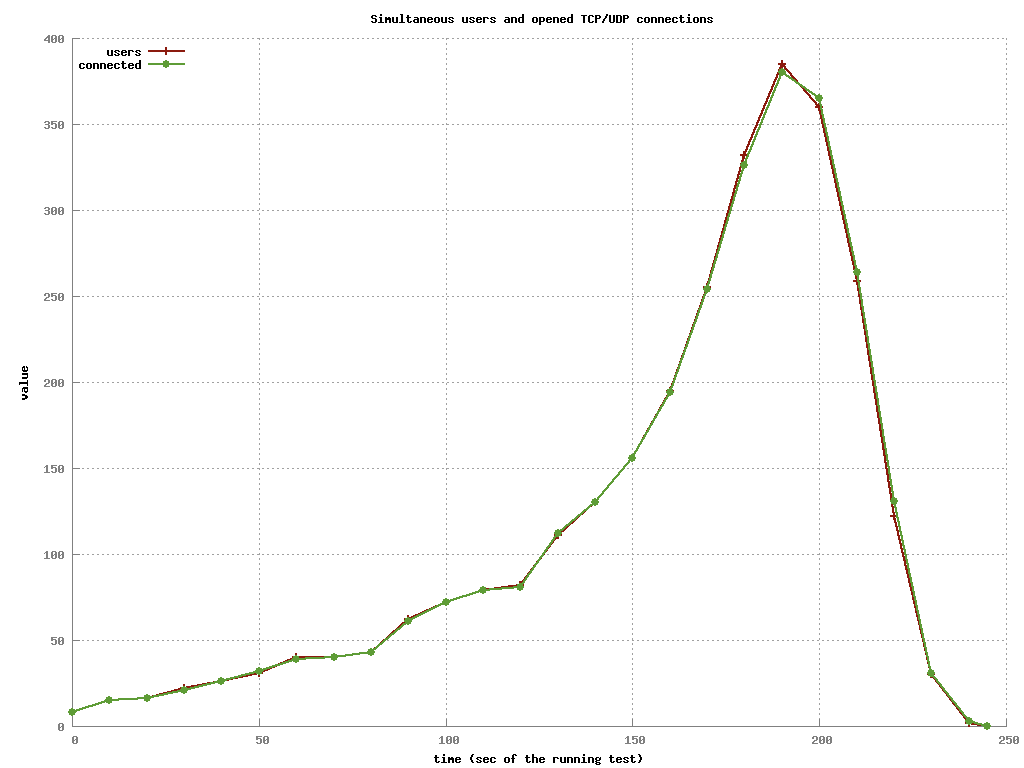 Simultaneous users and opened TCP/UDP connections
400
users
connected
350
300
250
200
value
150
100
50
0
0 50 100 150 200 250
time (sec of the running test)